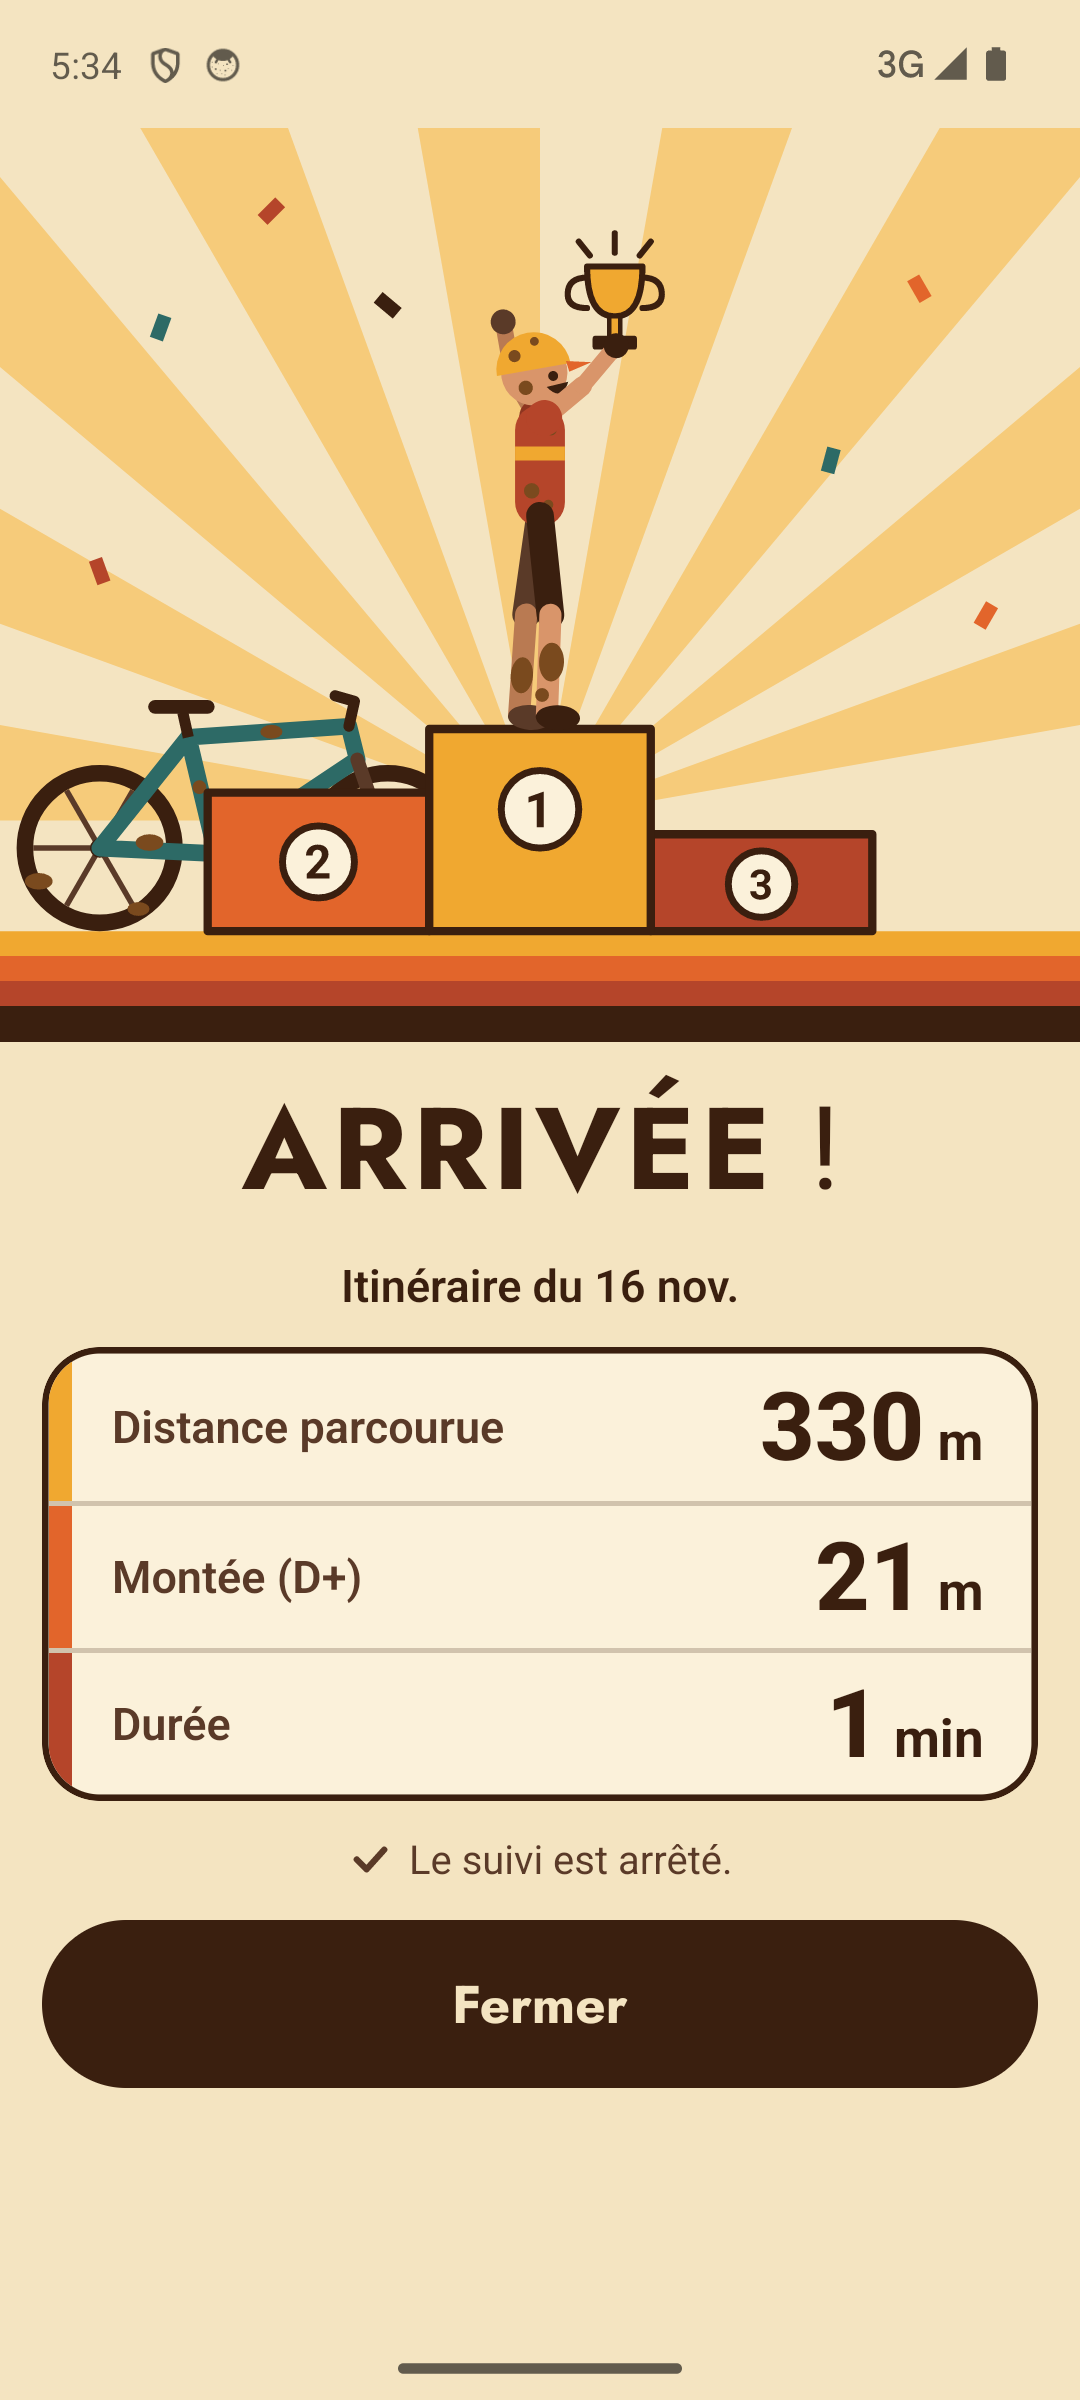 5:34 3G
1
2
3
ARRIVÉE !
Itinéraire du 16 nov.
Distance parcourue 330 m
Montée (D+) 21 m
Durée 1 min
Le suivi est arrêté.
Fermer